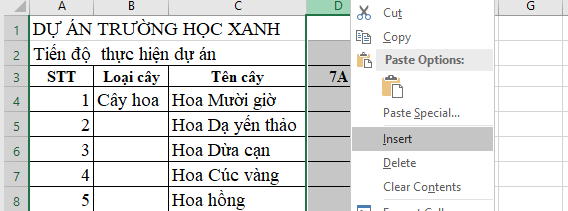 A B C D F G
1 DỰ ÁN TRƯỜNG HỌC XANH
2 Tiến độ thực hiện dự án
3 STT Loại cây Tên cây 7A
4 1 Cây hoa Hoa Mười giờ
5 2 Hoa Dạ yến thảo
6 3 Hoa Dừa cạn
7 4 Hoa Cúc vàng
8 5 Hoa hồng
Cut
Copy
Paste Options:
Paste Special...
Insert
Delete
Clear Contents